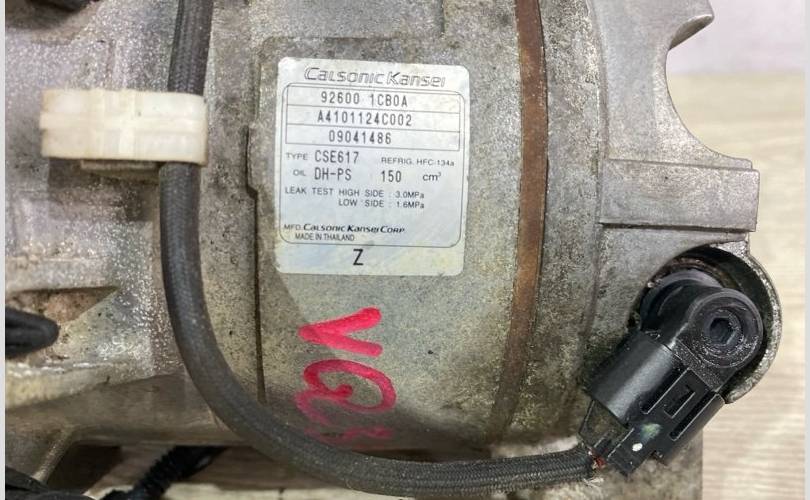 Calsonic Kansei
92600 1CB0A
A4101124C002
09041486
TYPE CSE617 REFRIG. HFC-134a
OIL DH-PS 150 cm³
LEAK TEST HIGH SIDE : 3.0MPa
LOW SIDE : 1.6MPa
MFD. Calsonic Kansei Corp.
MADE IN THAILAND
Z